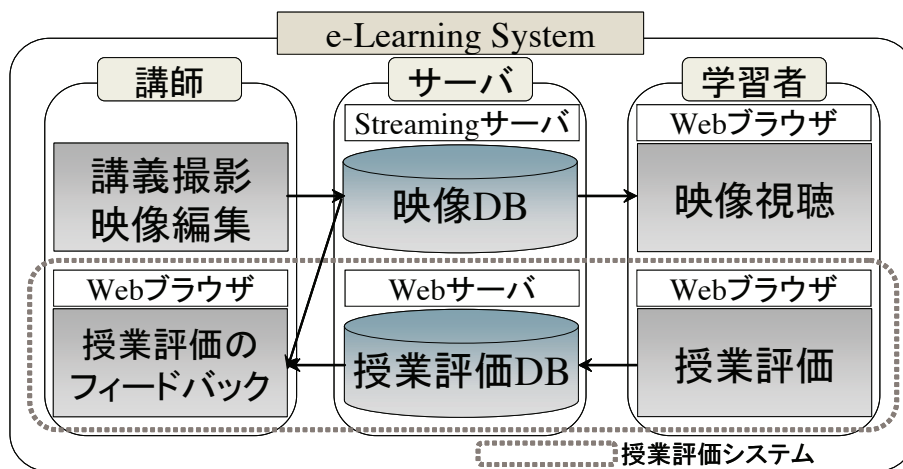 e-Learning System
講師
サーバ
学習者
Streamingサーバ
Webブラウザ
講義撮影
映像編集
映像DB
映像視聴
Webブラウザ
Webサーバ
Webブラウザ
授業評価の
フィードバック
授業評価DB
授業評価
授業評価システム